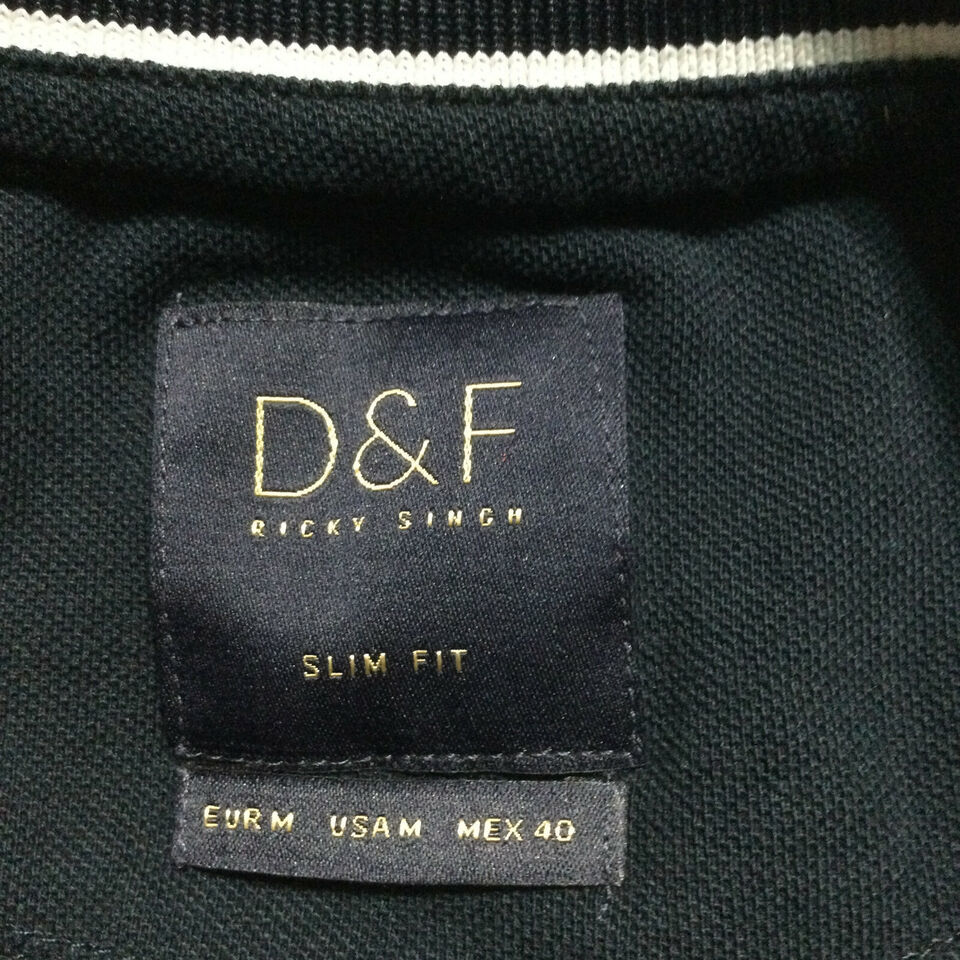 D&F
RICKY SINGH
SLIM FIT
EUR M USA M MEX 40